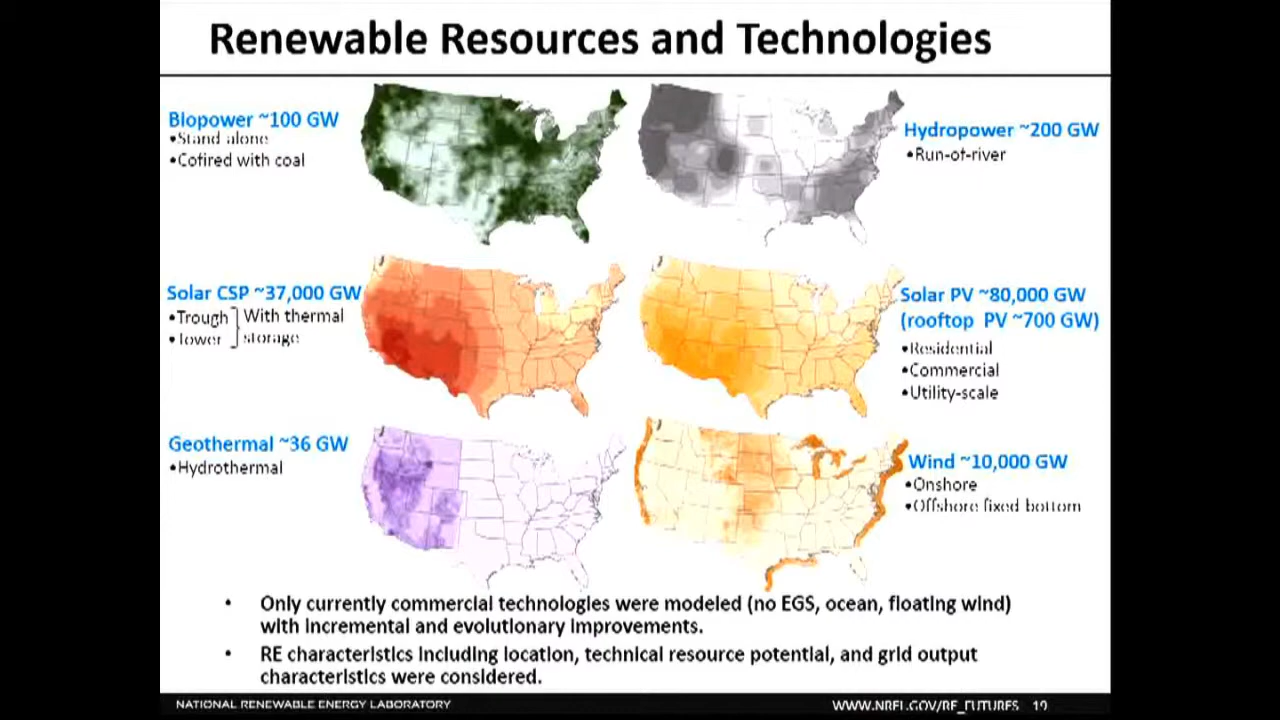 Renewable Resources and Technologies
Biopower ~100 GW
•Stand alone
•Cofired with coal
Hydropower ~200 GW
•Run-of-river
Solar CSP ~37,000 GW
•Trough
•Tower
With thermal
storage
Solar PV ~80,000 GW
(rooftop PV ~700 GW)
•Residential
•Commercial
•Utility-scale
Geothermal ~36 GW
•Hydrothermal
Wind ~10,000 GW
•Onshore
•Offshore fixed bottom
• Only currently commercial technologies were modeled (no EGS, ocean, floating wind)
with incremental and evolutionary improvements.
• RE characteristics including location, technical resource potential, and grid output
characteristics were considered.
NATIONAL RENEWABLE ENERGY LABORATORY
WWW.NREL.GOV/RE_FUTURES